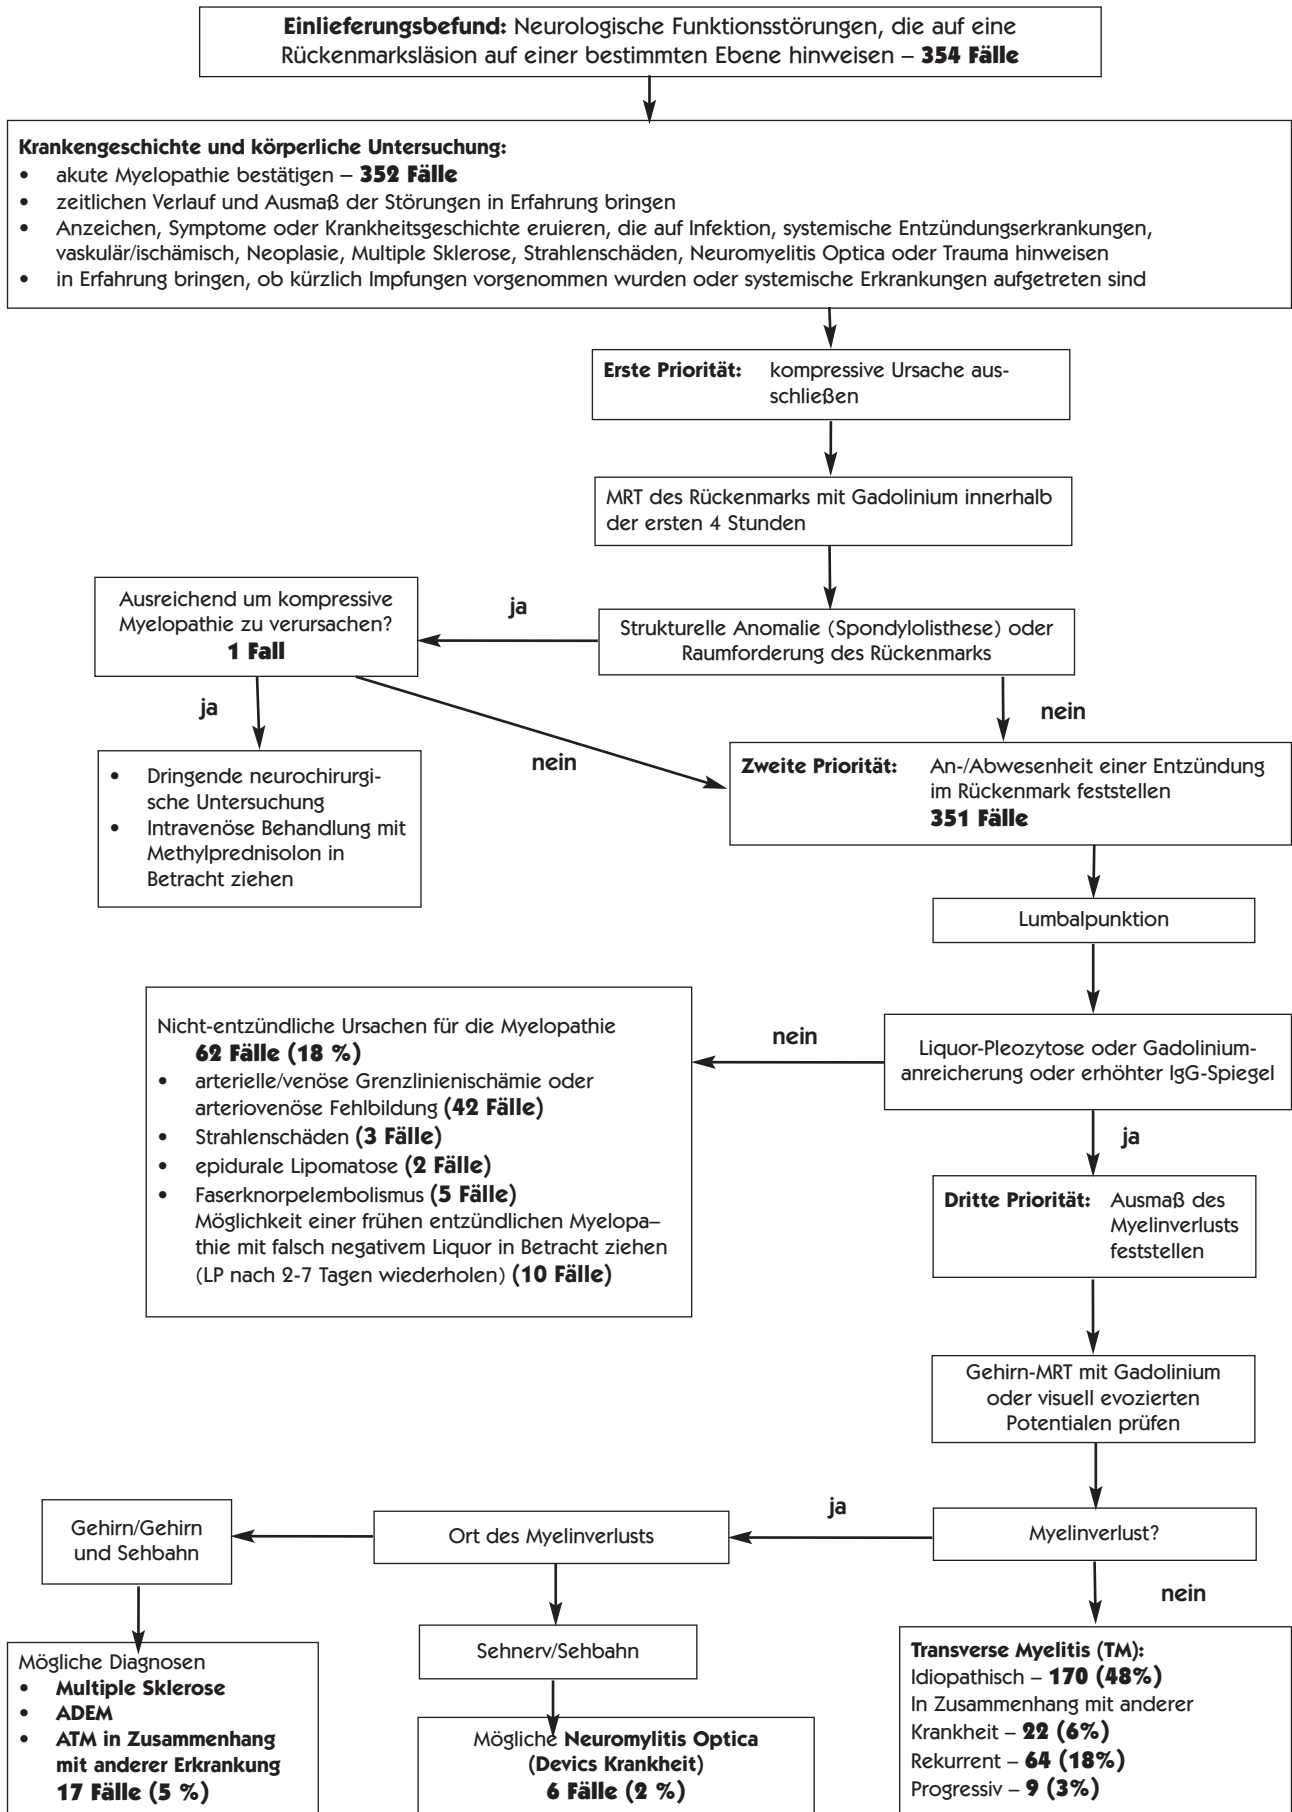 Einlieferungsbefund: Neurologische Funktionsstörungen, die auf eine
Rückenmarksläsion auf einer bestimmten Ebene hinweisen – 354 Fälle
Krankengeschichte und körperliche Untersuchung:
• akute Myelopathie bestätigen – 352 Fälle
• zeitlichen Verlauf und Ausmaß der Störungen in Erfahrung bringen
• Anzeichen, Symptome oder Krankheitsgeschichte eruieren, die auf Infektion, systemische Entzündungserkrankungen,
vaskulär/ischämisch, Neoplasie, Multiple Sklerose, Strahlenschäden, Neuromyelitis Optica oder Trauma hinweisen
• in Erfahrung bringen, ob kürzlich Impfungen vorgenommen wurden oder systemische Erkrankungen aufgetreten sind
Erste Priorität: kompressive Ursache aus-
schließen
MRT des Rückenmarks mit Gadolinium innerhalb
der ersten 4 Stunden
Strukturelle Anomalie (Spondylolisthese) oder
Raumforderung des Rückenmarks
ja
Ausreichend um kompressive
Myelopathie zu verursachen?
1 Fall
ja
nein
nein
• Dringende neurochirurgi-
sche Untersuchung
• Intravenöse Behandlung mit
Methylprednisolon in
Betracht ziehen
Zweite Priorität: An-/Abwesenheit einer Entzündung
im Rückenmark feststellen
351 Fälle
Lumbalpunktion
Liquor-Pleozytose oder Gadolinium-
anreicherung oder erhöhter IgG-Spiegel
nein
Nicht-entzündliche Ursachen für die Myelopathie
62 Fälle (18 %)
• arterielle/venöse Grenzlinienischämie oder
arteriovenöse Fehlbildung (42 Fälle)
• Strahlenschäden (3 Fälle)
• epidurale Lipomatose (2 Fälle)
• Faserknorpelembolismus (5 Fälle)
Möglichkeit einer frühen entzündlichen Myelopa–
thie mit falsch negativem Liquor in Betracht ziehen
(LP nach 2-7 Tagen wiederholen) (10 Fälle)
ja
Dritte Priorität: Ausmaß des
Myelinverlusts
feststellen
Gehirn-MRT mit Gadolinium
oder visuell evozierten
Potentialen prüfen
Myelinverlust?
ja
Ort des Myelinverlusts
Gehirn/Gehirn
und Sehbahn
nein
Sehnerv/Sehbahn
Mögliche Diagnosen
• Multiple Sklerose
• ADEM
• ATM in Zusammenhang
mit anderer Erkrankung
17 Fälle (5 %)
Mögliche Neuromylitis Optica
(Devics Krankheit)
6 Fälle (2 %)
Transverse Myelitis (TM):
Idiopathisch – 170 (48%)
In Zusammenhang mit anderer
Krankheit – 22 (6%)
Rekurrent – 64 (18%)
Progressiv – 9 (3%)